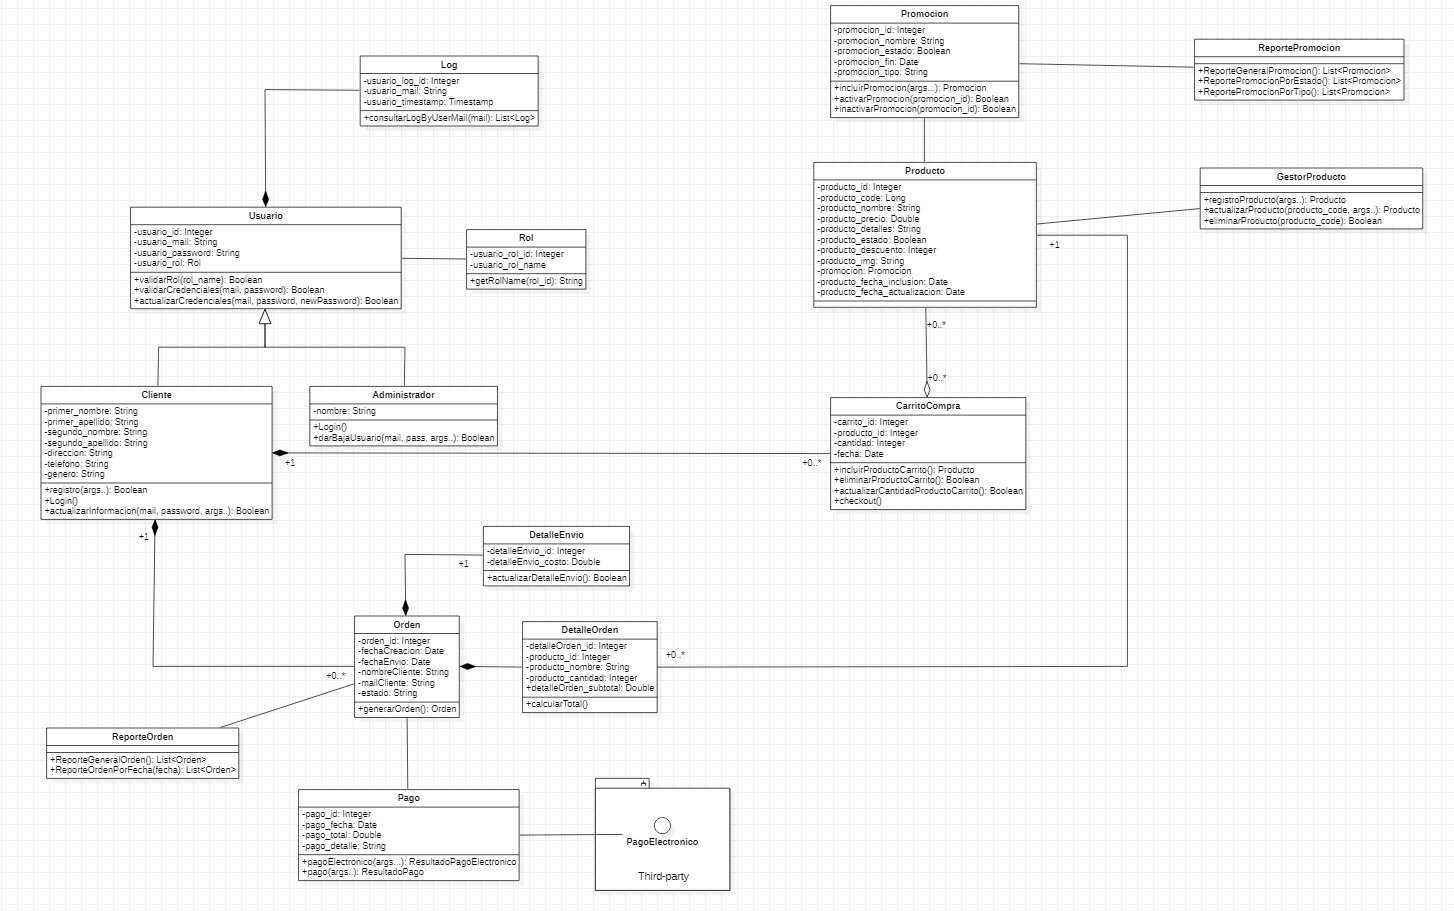 Promocion
-promocion_id: Integer
-promocion_nombre: String
-promocion_estado: Boolean
-promocion_fin: Date
-promocion_tipo: String
+incluirPromocion(args...): Promocion
+activarPromocion(promocion_id): Boolean
+inactivarPromocion(promocion_id): Boolean
ReportePromocion
+ReporteGeneralPromocion(): List<Promocion>
+ReportePromocionPorEstado(): List<Promocion>
+ReportePromocionPorTipo(): List<Promocion>
Log
-usuario_log_id: Integer
-usuario_mail: String
-usuario_timestamp: Timestamp
+consultarLogByUserMail(mail): List<Log>
Producto
-producto_id: Integer
-producto_code: Long
-producto_nombre: String
-producto_precio: Double
-producto_detalles: String
-producto_estado: Boolean
-producto_descuento: Integer
-producto_img: String
-promocion: Promocion
-producto_fecha_inclusion: Date
-producto_fecha_actualizacion: Date
GestorProducto
+registroProducto(args..): Producto
+actualizarProducto(producto_code, args..): Producto
+eliminarProducto(producto_code): Boolean
+1
Usuario
-usuario_id: Integer
-usuario_mail: String
-usuario_password: String
-usuario_rol: Rol
+validarRol(rol_name): Boolean
+validarCredenciales(mail, password): Boolean
+actualizarCredenciales(mail, password, newPassword): Boolean
Rol
-usuario_rol_id: Integer
-usuario_rol_name
+getRolName(rol_id): String
+0..*
+0..*
Cliente
-primer_nombre: String
-primer_apellido: String
-segundo_nombre: String
-segundo_apellido: String
-direccion: String
-telefono: String
-genero: String
+registro(args..): Boolean
+Login()
+actualizarInformacion(mail, password, args..): Boolean
Administrador
-nombre: String
+Login()
+darBajaUsuario(mail, pass, args..): Boolean
CarritoCompra
-carrito_id: Integer
-producto_id: Integer
-cantidad: Integer
-fecha: Date
+incluirProductoCarrito(): Producto
+eliminarProductoCarrito(): Boolean
+actualizarCantidadProductoCarrito(): Boolean
+checkout()
+1
+0..*
+1
DetalleEnvio
-detalleEnvio_id: Integer
-detalleEnvio_costo: Double
+actualizarDetalleEnvio(): Boolean
+1
Orden
-orden_id: Integer
-fechaCreacion: Date
-fechaEnvio: Date
-nombreCliente: String
-mailCliente: String
-estado: String
+generarOrden(): Orden
DetalleOrden
-detalleOrden_id: Integer
-producto_id: Integer
-producto_nombre: String
-producto_cantidad: Integer
+detalleOrden_subtotal: Double
+calcularTotal()
+0..*
+0..*
ReporteOrden
+ReporteGeneralOrden(): List<Orden>
+ReporteOrdenPorFecha(fecha): List<Orden>
Pago
-pago_id: Integer
-pago_fecha: Date
-pago_total: Double
-pago_detalle: String
+pagoElectronico(args...): ResultadoPagoElectronico
+pago(args..): ResultadoPago
PagoElectronico
Third-party